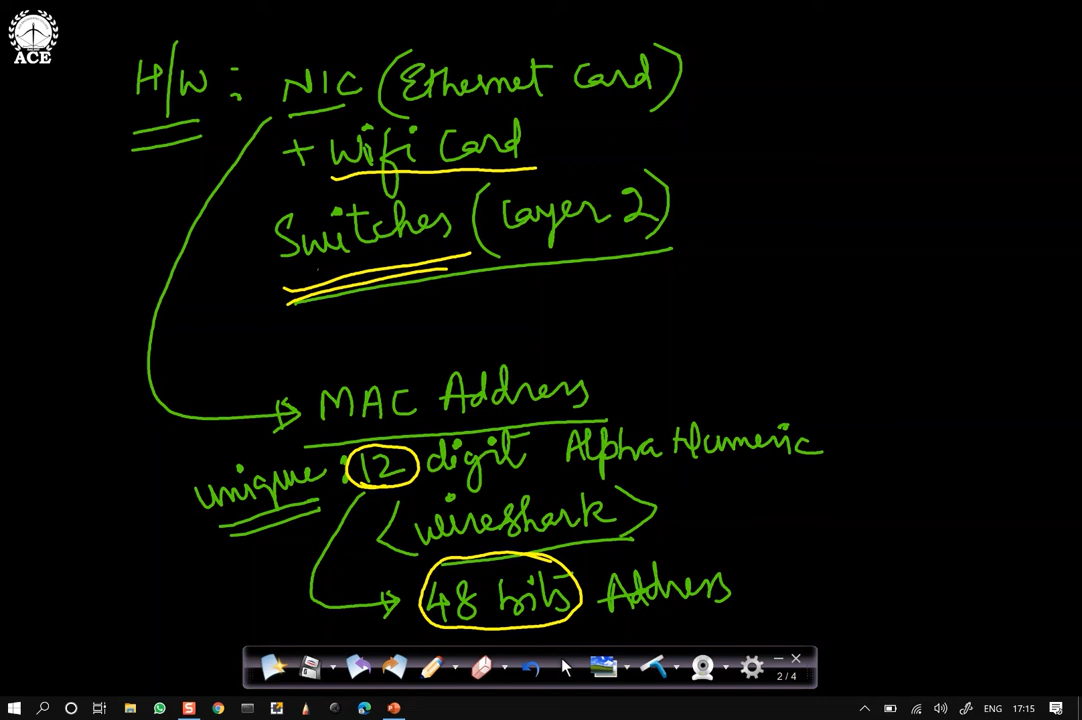 ACE
H/W : NIC (Ethernet Card)
+ Wifi Card
Switches (Layer 2)
MAC Address
unique : 12 digit Alpha Numeric
<wireshark>
48 bits Address
2 / 4
ENG 17:15